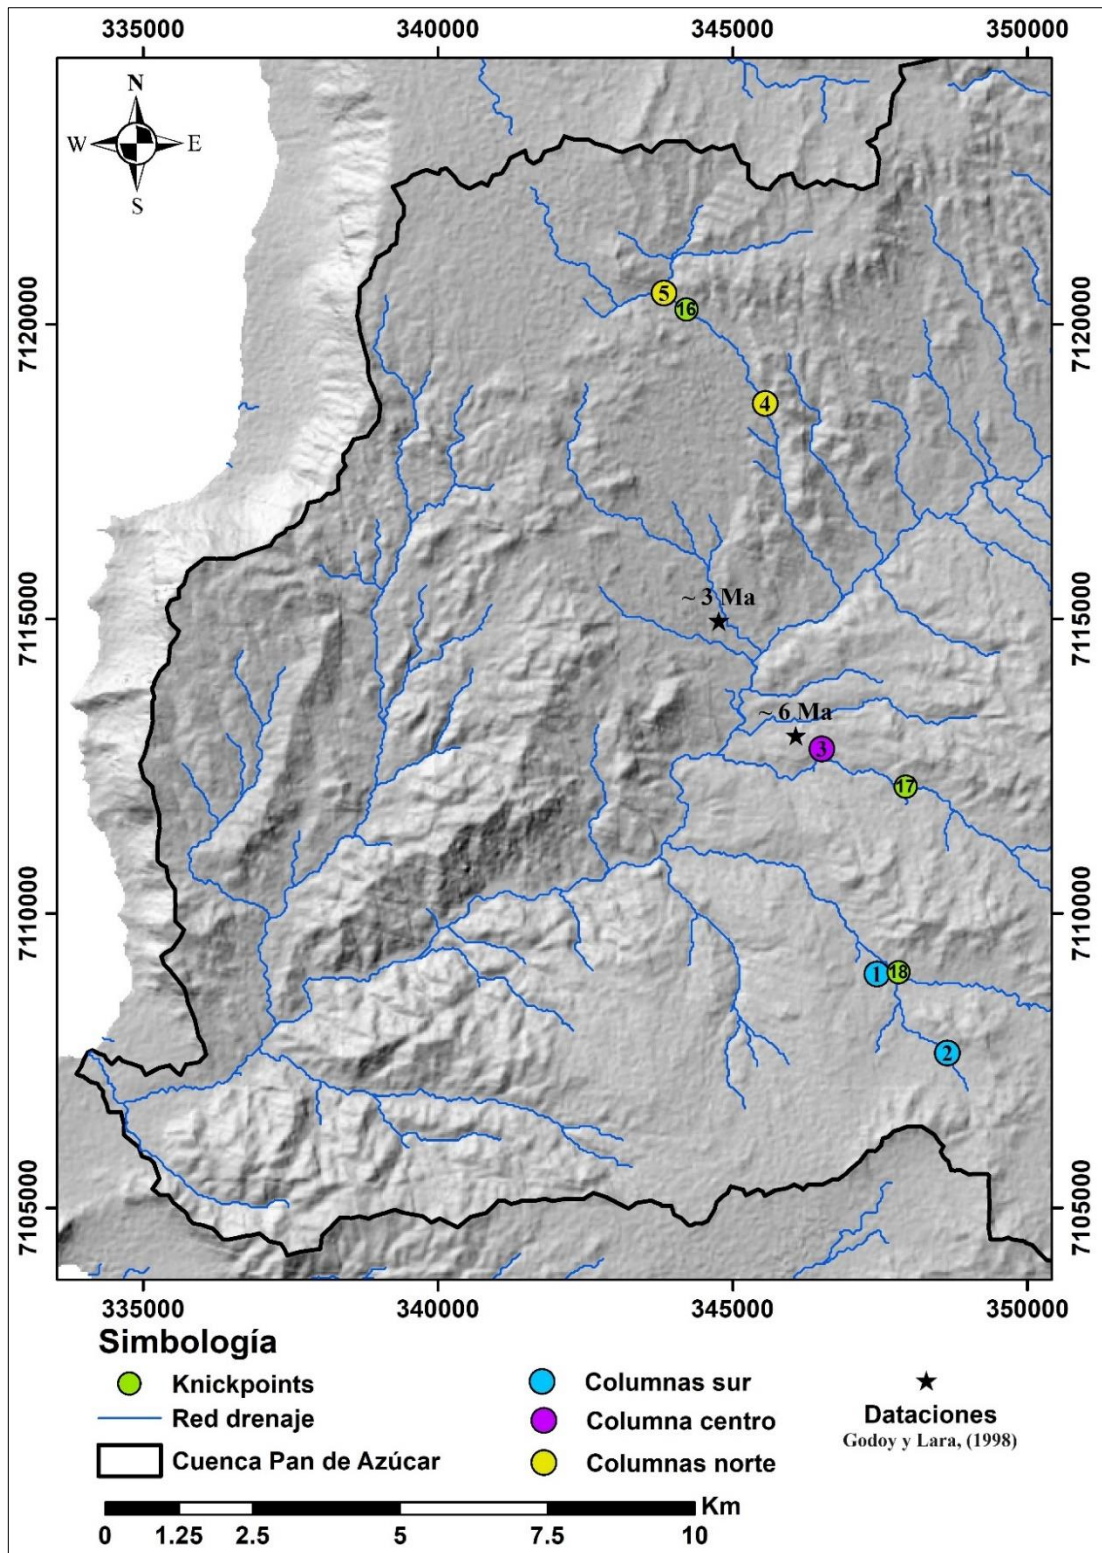 335000 340000 345000 350000
N
W E
S
7120000 7120000
5
16
4
~ 3 Ma
7115000 7115000
~ 6 Ma
3
17
7110000 7110000
1 18
2
7105000 7105000
335000 340000 345000 350000
Simbología
Knickpoints
Red drenaje
Cuenca Pan de Azúcar
Columnas sur
Columna centro
Columnas norte
Dataciones
Godoy y Lara, (1998)
Km
0 1.25 2.5 5 7.5 10